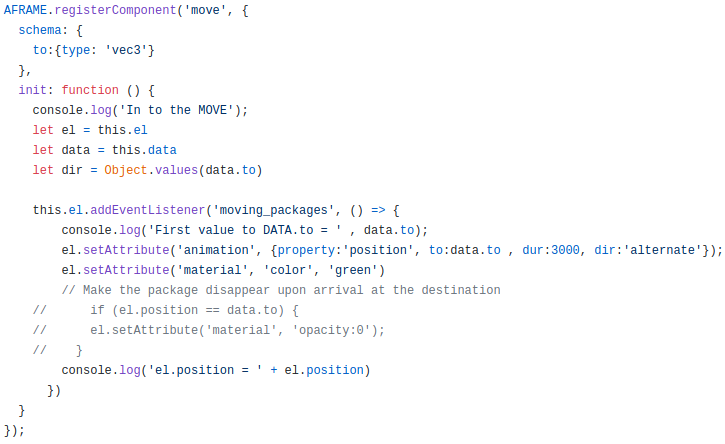 AFRAME.registerComponent('move', {
  schema: {
    to:{type: 'vec3'}
  },
  init: function () {
    console.log('In to the MOVE');
    let el = this.el
    let data = this.data
    let dir = Object.values(data.to)

    this.el.addEventListener('moving_packages', () => {
        console.log('First value to DATA.to = ' , data.to);
        el.setAttribute('animation', {property:'position', to:data.to , dur:3000, dir:'alternate'});
        el.setAttribute('material', 'color', 'green')
        // Make the package disappear upon arrival at the destination
    //      if (el.position == data.to) {
    //      el.setAttribute('material', 'opacity:0');
    //    }
        console.log('el.position = ' + el.position)
      })
  }
});